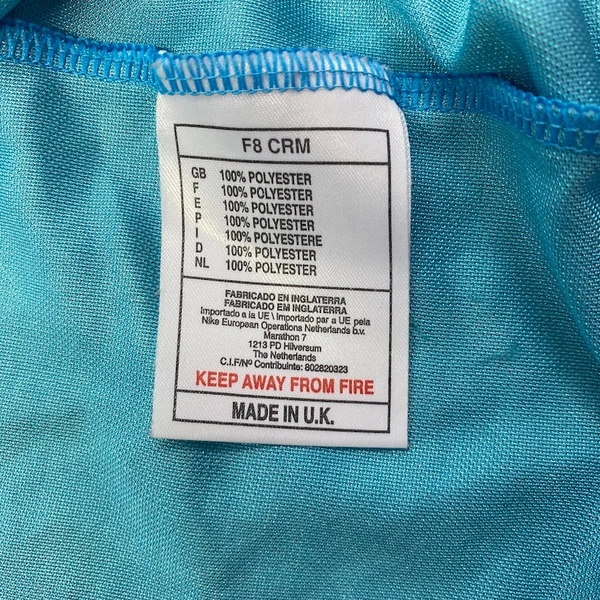 F8 CRM
GB 100% POLYESTER
F 100% POLYESTER
E 100% POLYESTER
P 100% POLYESTER
I 100% POLYESTERE
D 100% POLYESTER
NL 100% POLYESTER
FABRICADO EN INGLATERRA
FABRICADO EM INGLATERRA
Importado a la UE \ Importado par a UE pela
Nike European Operations Netherlands b.v.
Marathon 7
1213 PD Hilversum
The Netherlands
C.I.F/Nº Contribuinte: 802820323
KEEP AWAY FROM FIRE
MADE IN U.K.